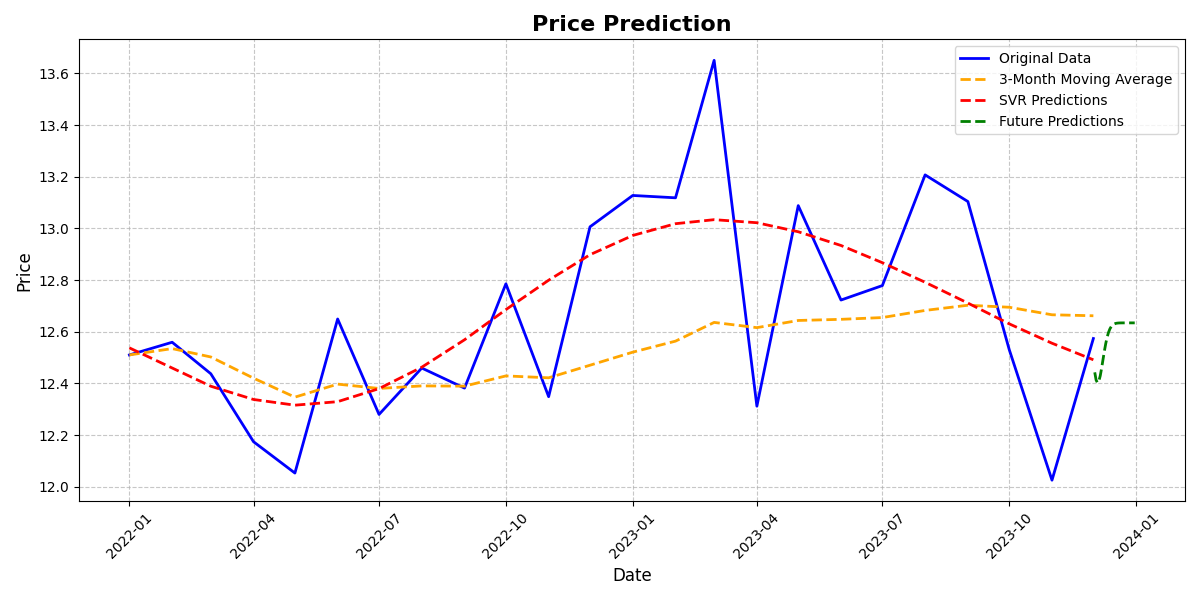 Price Prediction
Original Data
3-Month Moving Average
SVR Predictions
Future Predictions
Price
13.6
13.4
13.2
13.0
12.8
12.6
12.4
12.2
12.0
2022-01
2022-04
2022-07
2022-10
2023-01
2023-04
2023-07
2023-10
2024-01
Date